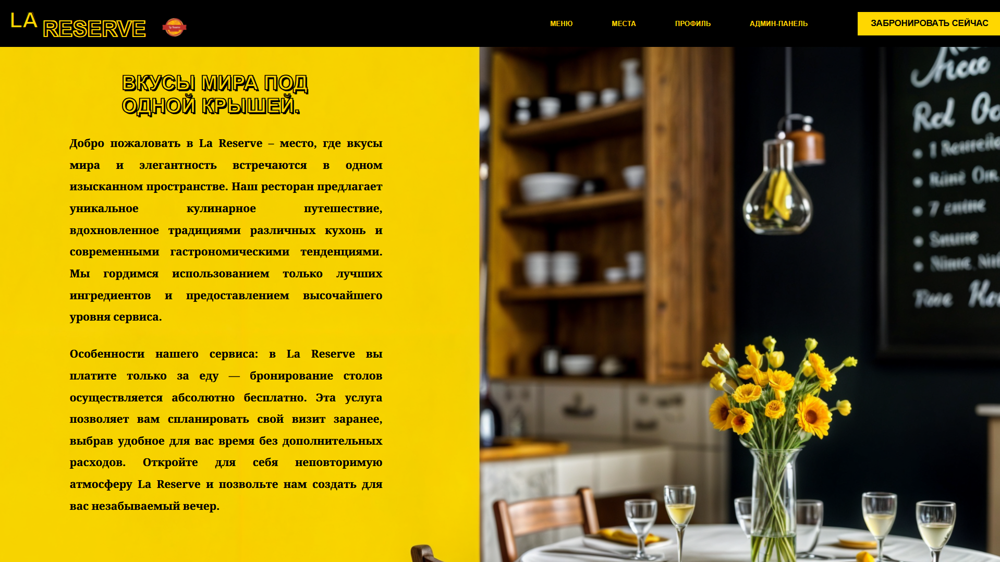 LA RESERVE
МЕНЮ
МЕСТА
ПРОФИЛЬ
АДМИН-ПАНЕЛЬ
ЗАБРОНИРОВАТЬ СЕЙЧАС
ВКУСЫ МИРА ПОД
ОДНОЙ КРЫШЕЙ.
Добро пожаловать в La Reserve – место, где вкусы
мира и элегантность встречаются в одном
изысканном пространстве. Наш ресторан предлагает
уникальное кулинарное путешествие,
вдохновленное традициями различных кухонь и
современными гастрономическими тенденциями.
Мы гордимся использованием только лучших
ингредиентов и предоставлением высочайшего
уровня сервиса.
Особенности нашего сервиса: в La Reserve вы
платите только за еду — бронирование столов
осуществляется абсолютно бесплатно. Эта услуга
позволяет вам спланировать свой визит заранее,
выбрав удобное для вас время без дополнительных
расходов. Откройте для себя неповторимую
атмосферу La Reserve и позвольте нам создать для
вас незабываемый вечер.